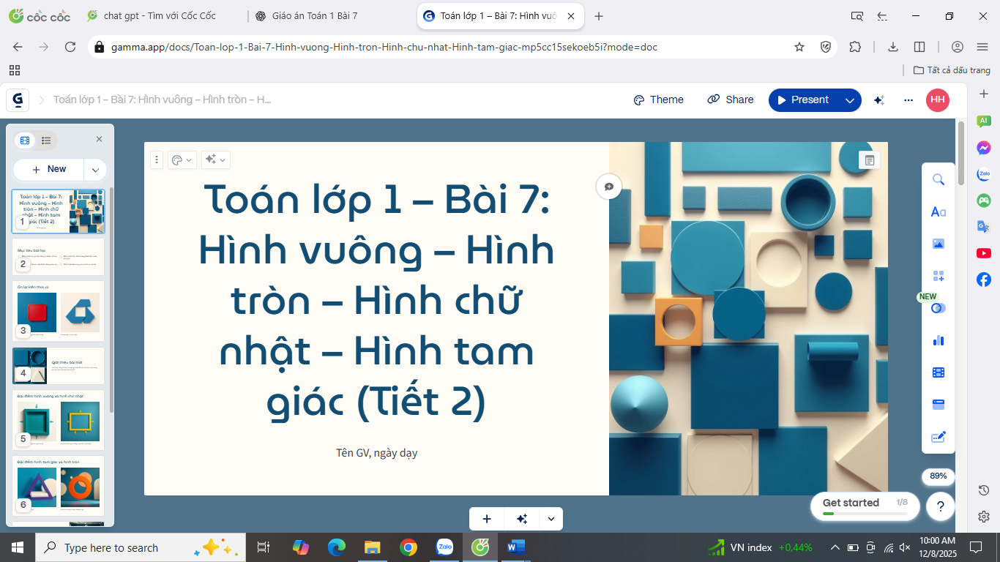 cốc cốc
chat gpt - Tìm với Cốc Cốc
Giáo án Toán 1 Bài 7
Toán lớp 1 – Bài 7: Hình vuô
gamma.app/docs/Toan-lop-1-Bai-7-Hinh-vuong-Hinh-tron-Hinh-chu-nhat-Hinh-tam-giac-mp5cc15sekoeb5i?mode=doc
Tất cả dấu trang
Toán lớp 1 – Bài 7: Hình vuông – Hình tròn – H...
Theme
Share
Present
HH
New
Toán lớp 1 – Bài 7:
Hình vuông – Hình
tròn – Hình chữ
nhật – Hình tam
giác (Tiết 2)
1
Mục tiêu bài học
2
Ôn lại kiến thức cũ
3
Giới thiệu bài mới
4
Đặc điểm hình vuông và hình chữ nhật
5
Đặc điểm hình tam giác và hình tròn
6
Toán lớp 1 – Bài 7:
Hình vuông – Hình
tròn – Hình chữ
nhật – Hình tam
giác (Tiết 2)
Tên GV, ngày dạy
Aa
NEW
89%
Get started 1/8
?
AI
Zalo
Type here to search
Zalo
W
VN index +0,44%
10:00 AM
12/8/2025